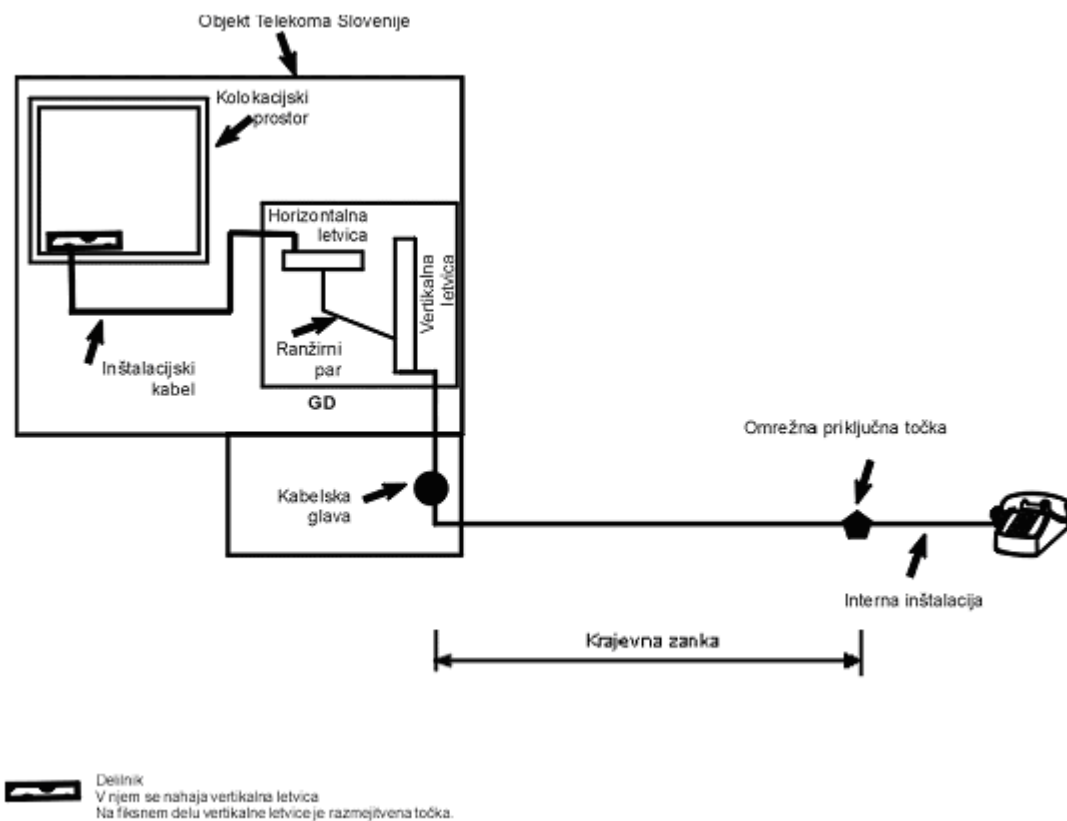 Objekt Telekoma Slovenije
Kolokacijski
prostor
Horizontalna
letvica
Vertikalna
letvica
Ranžirni
par
Inštalacijski
kabel
GD
Kabelska
glava
Omrežna priključna točka
Interna inštalacija
Krajevna zanka
Delilnik
V njem se nahaja vertikalna letvica
Na fiksnem delu vertikalne letvice je razmejitvena točka.